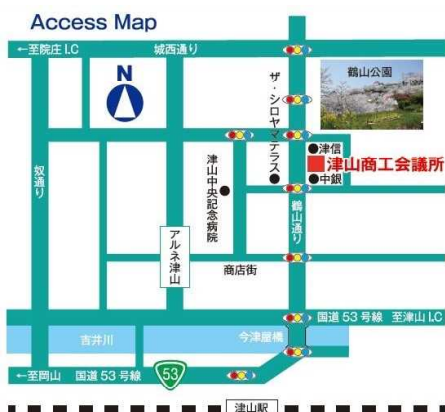 Access Map
←至院庄I.C
城西通り
N
鶴山公園
ザ・シロヤマテラス
●津信
津山商工会議所
●中銀
津山中央記念病院
奴通り
鶴山通り
アルネ津山
商店街
国道53号線 至津山I.C
吉井川
今津屋橋
←至岡山 国道53号線
53
津山駅